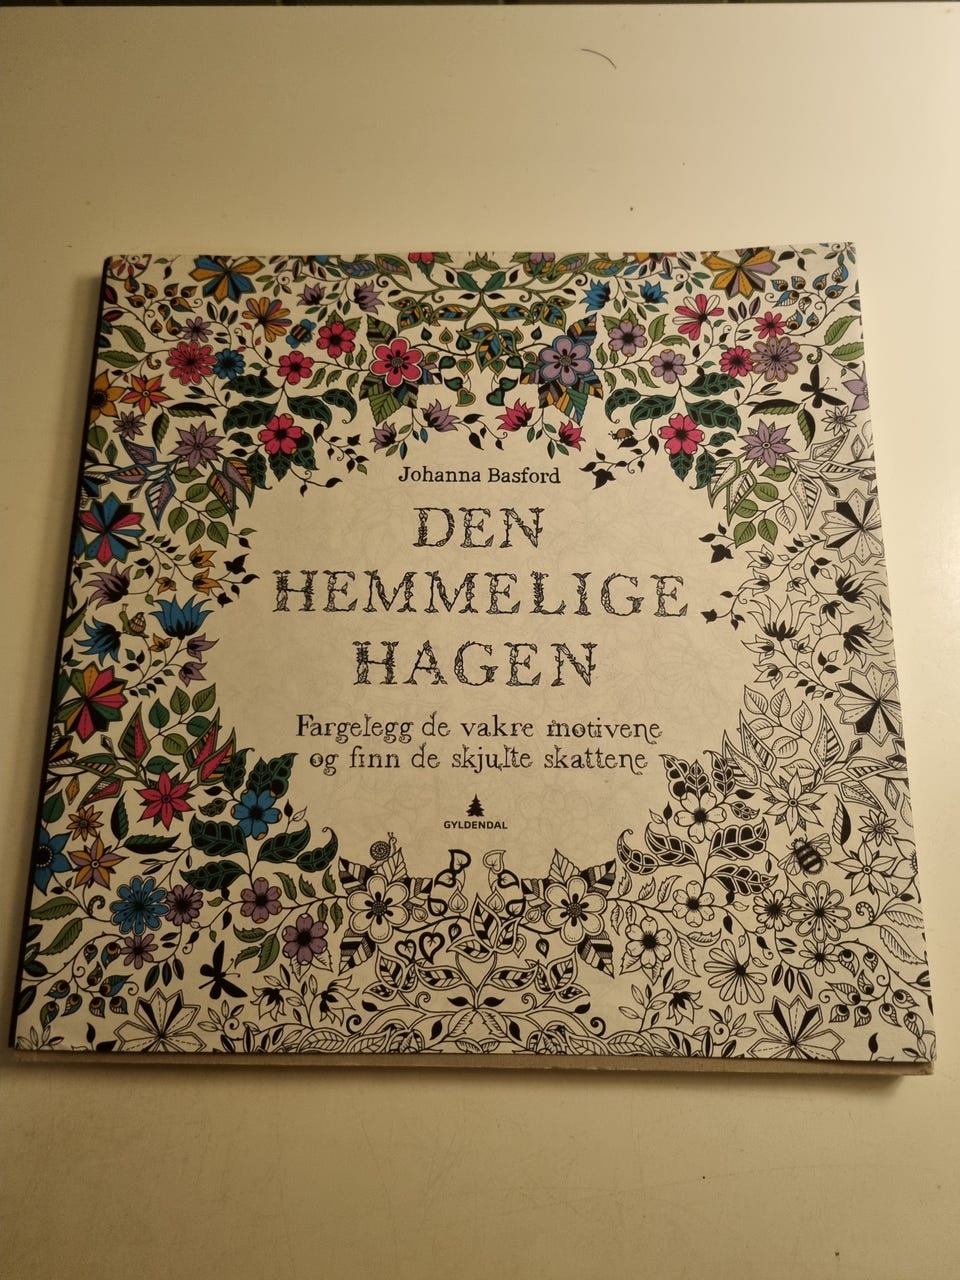 Johanna Basford
DEN
HEMMELIGE
HAGEN
Fargelegg de vakre motivene
og finn de skjulte skattene
GYLDENDAL